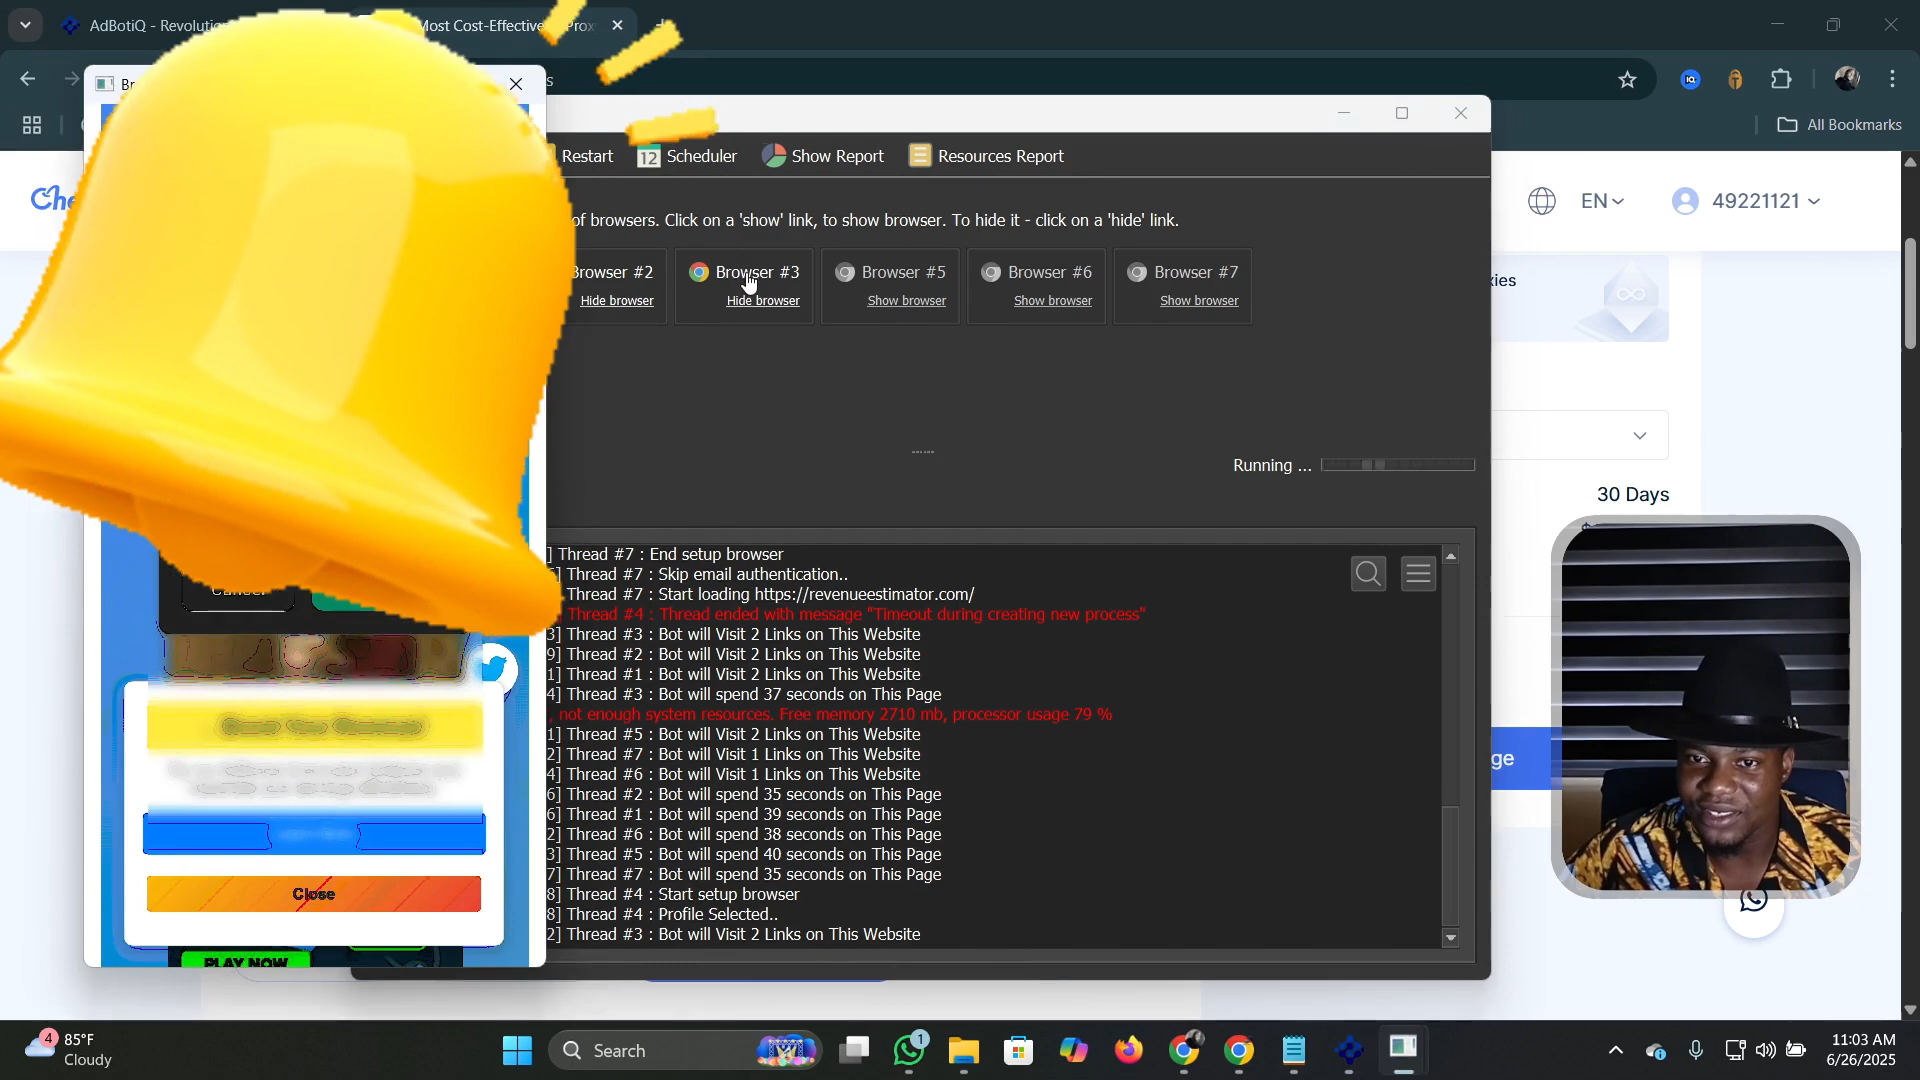 AdBotiQ - Revolutio
Most Cost-Effective
Prox
All Bookmarks
Br
Restart
12
Scheduler
Show Report
Resources Report
Che
EN
49221121
of browsers. Click on a 'show' link, to show browser. To hide it - click on a 'hide' link.
Browser #2
Browser #3
Browser #5
Browser #6
Browser #7
Hide browser
Hide browser
Show browser
Show browser
Show browser
xies
Running ...
30 Days
] Thread #7 : End setup browser
] Thread #7 : Skip email authentication..
Thread #7 : Start loading https://revenueestimator.com/
Thread #4 : Thread ended with message "Timeout during creating new process"
3] Thread #3 : Bot will Visit 2 Links on This Website
9] Thread #2 : Bot will Visit 2 Links on This Website
1] Thread #1 : Bot will Visit 2 Links on This Website
4] Thread #3 : Bot will spend 37 seconds on This Page
, not enough system resources. Free memory 2710 mb, processor usage 79 %
1] Thread #5 : Bot will Visit 2 Links on This Website
2] Thread #7 : Bot will Visit 1 Links on This Website
4] Thread #6 : Bot will Visit 1 Links on This Website
6] Thread #2 : Bot will spend 35 seconds on This Page
6] Thread #1 : Bot will spend 39 seconds on This Page
2] Thread #6 : Bot will spend 38 seconds on This Page
3] Thread #5 : Bot will spend 40 seconds on This Page
7] Thread #7 : Bot will spend 35 seconds on This Page
8] Thread #4 : Start setup browser
8] Thread #4 : Profile Selected..
2] Thread #3 : Bot will Visit 2 Links on This Website
ge
Cancel
Close
PLAY NOW
4
85°F
Cloudy
Search
1
11:03 AM
6/26/2025